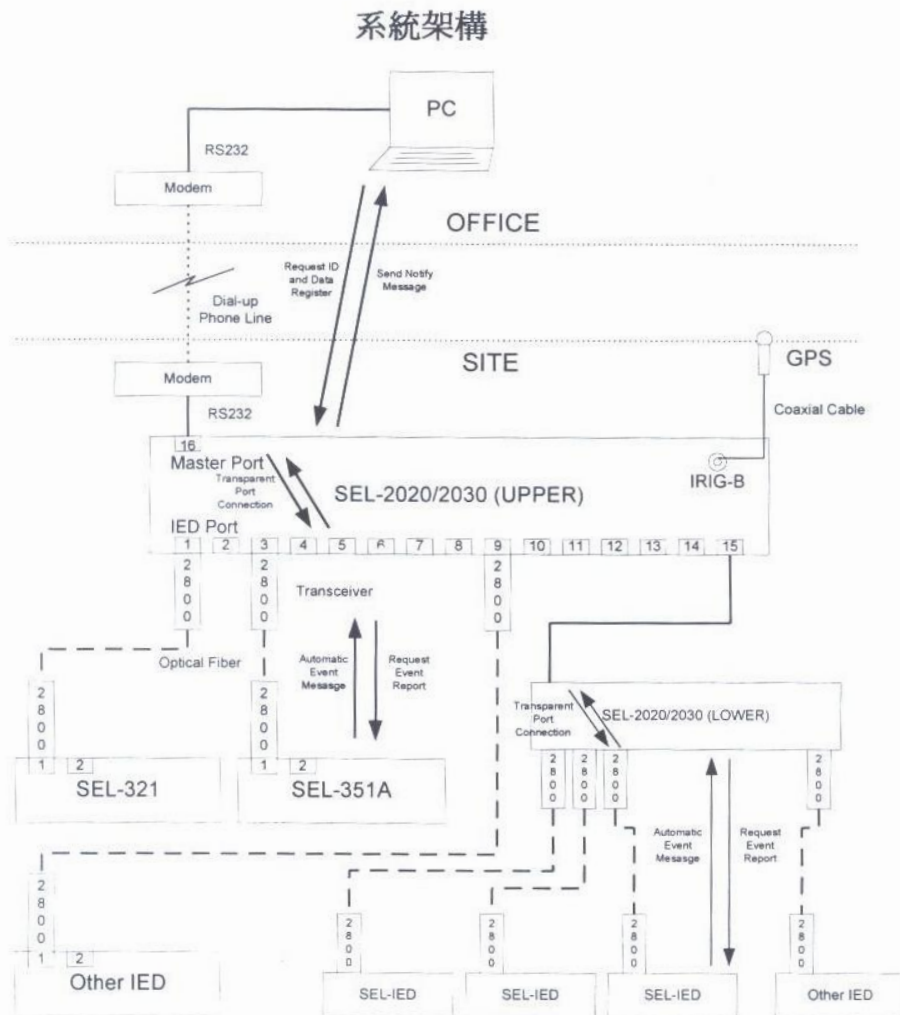 系統架構
PC
RS232
Modem
OFFICE
Request ID
and Data
Register
Send Notify
Message
Dial-up
Phone Line
SITE
GPS
Modem
Coaxial Cable
RS232
16
Master Port
IRIG-B
Transparent
Port
Connection
SEL-2020/2030 (UPPER)
IED Port
1 2 3 4 5 6 7 8 9 10 11 12 13 14 15
2800
2800
2800
Transceiver
Optical Fiber
Automatic
Event
Mesasge
Request
Event
Report
2800
2800
Transparent
Port
Connection
SEL-2020/2030 (LOWER)
1 2
SEL-321
1 2
SEL-351A
2800
2800
2800
2800
Automatic
Event
Mesasge
Request
Event
Report
2800
1 2
Other IED
2800
2800
2800
2800
SEL-IED
SEL-IED
SEL-IED
Other IED